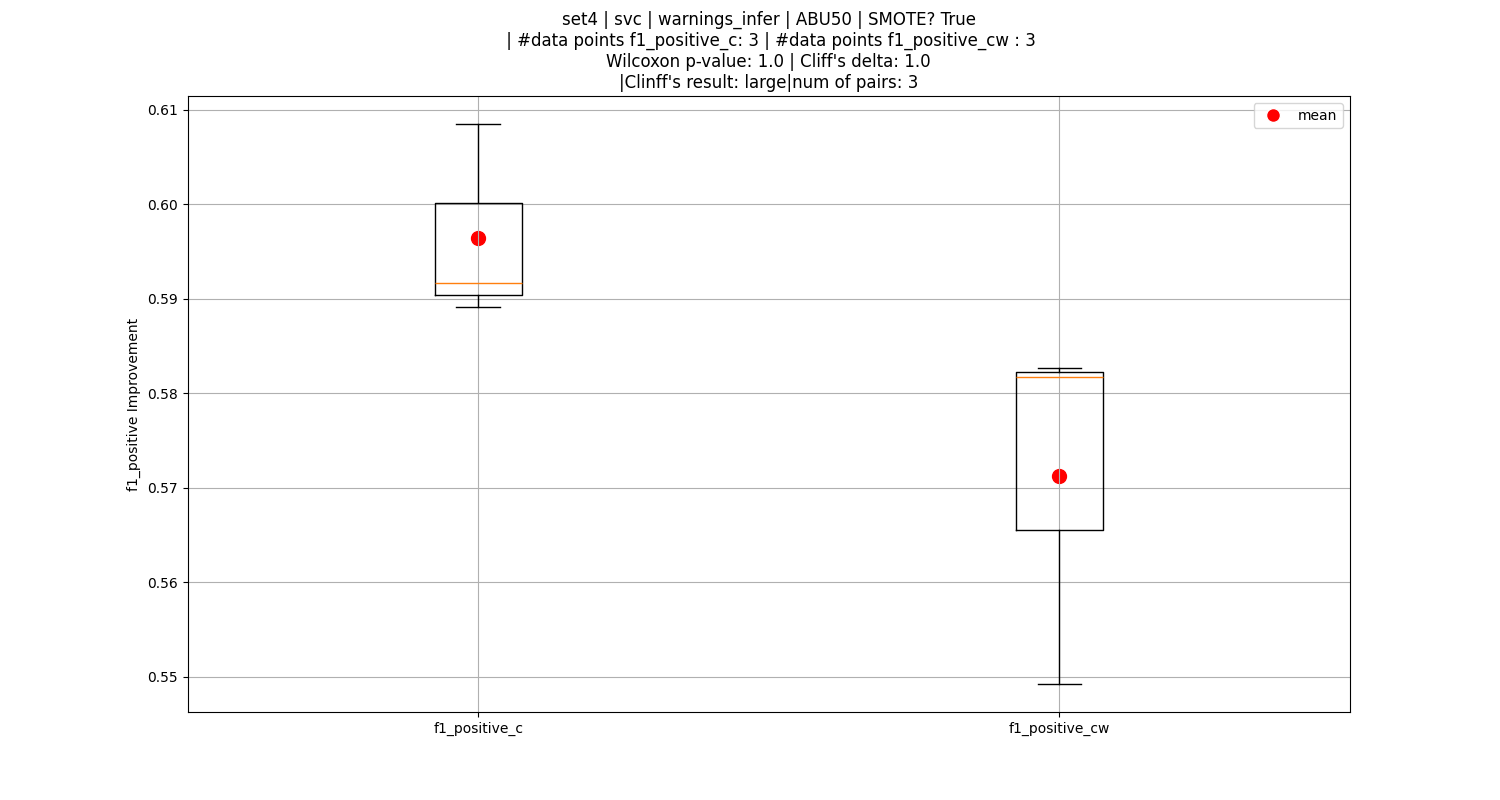 set4 | svc | warnings_infer | ABU50 | SMOTE? True
| #data points f1_positive_c: 3 | #data points f1_positive_cw : 3
Wilcoxon p-value: 1.0 | Cliff's delta: 1.0
|Clinff's result: large|num of pairs: 3
mean
f1_positive Improvement
0.61
0.60
0.59
0.58
0.57
0.56
0.55
f1_positive_c
f1_positive_cw